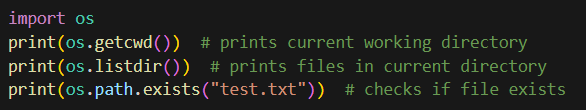 import os
print(os.getcwd())  # prints current working directory
print(os.listdir())  # prints files in current directory
print(os.path.exists("test.txt"))  # checks if file exists